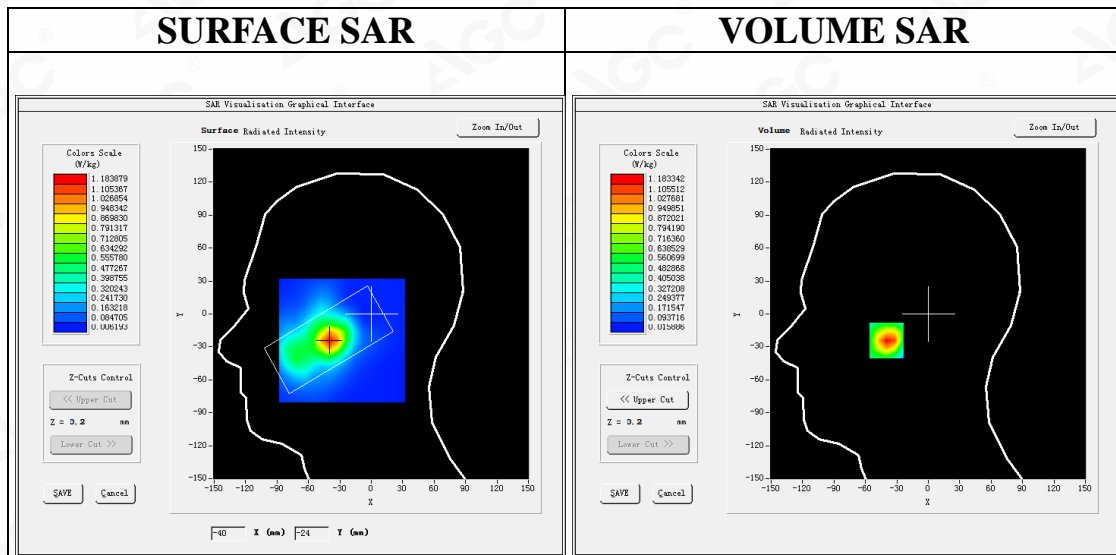 SURFACE SAR
VOLUME SAR
SAR Visualisation Graphical Interface
Surface Radiated Intensity
Zoom In/Out
Colors Scale
(W/kg)
1.183879
1.105367
1.026854
0.948342
0.869830
0.791317
0.712805
0.634292
0.555780
0.477267
0.398755
0.320243
0.241730
0.163218
0.084705
0.006193
Z-Cuts Control
<< Upper Cut
Z = 0.2 mm
Lower Cut >>
SAVE Cancel
150
120
90
60
30
0
-30
-60
-90
-120
-150
Y
-150 -120 -90 -60 -30 0 30 60 90 120 150
X
-40 X (mm) -24 Y (mm)
SAR Visualisation Graphical Interface
Volume Radiated Intensity
Zoom In/Out
Colors Scale
(W/kg)
1.183342
1.105512
1.027681
0.949851
0.872021
0.794190
0.716360
0.638529
0.560699
0.482868
0.405038
0.327208
0.249377
0.171547
0.093716
0.015886
Z-Cuts Control
<< Upper Cut
Z = 0.2 mm
Lower Cut >>
SAVE Cancel
150
120
90
60
30
0
-30
-60
-90
-120
-150
Y
-150 -120 -90 -60 -30 0 30 60 90 120 150
X
AGC